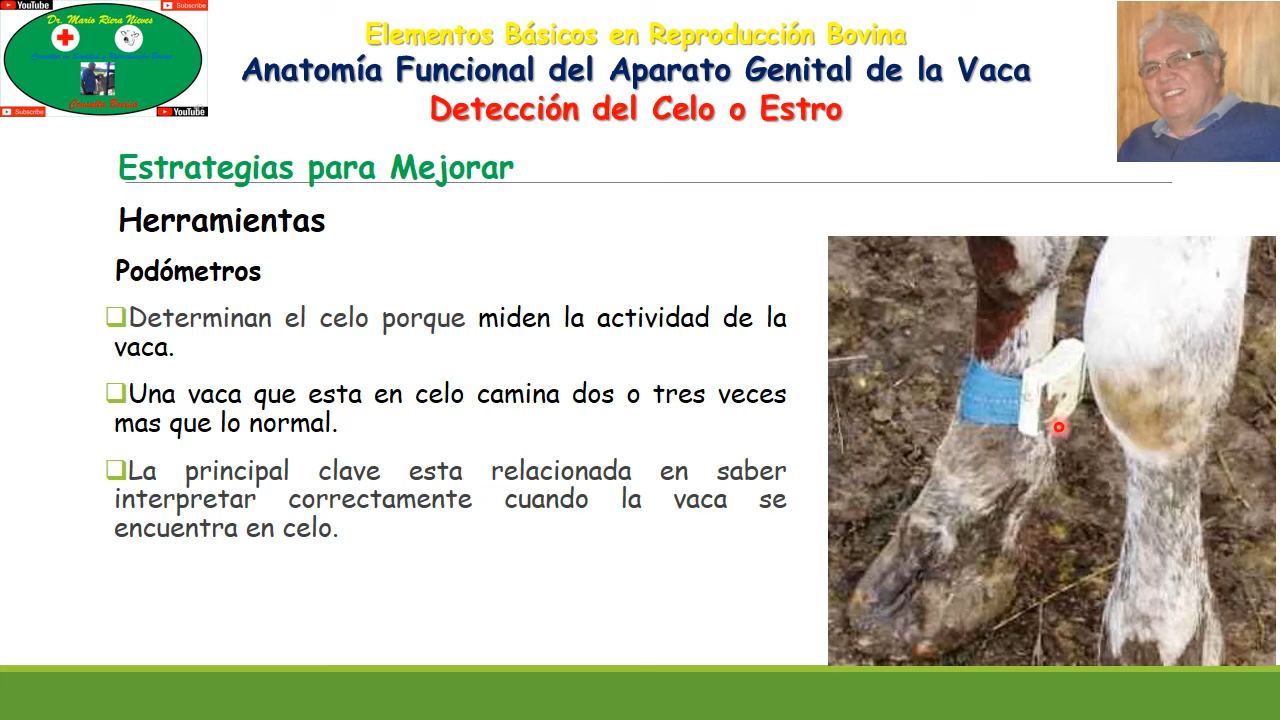 YouTube
Subscribe
Dr. Mario Riera Nieves
Consulta Bovina
Subscribe
YouTube
Elementos Básicos en Reproducción Bovina
Anatomía Funcional del Aparato Genital de la Vaca
Detección del Celo o Estro
Estrategias para Mejorar
Herramientas
Podómetros
Determinan el celo porque miden la actividad de la
vaca.
Una vaca que esta en celo camina dos o tres veces
mas que lo normal.
La principal clave esta relacionada en saber
interpretar correctamente cuando la vaca se
encuentra en celo.